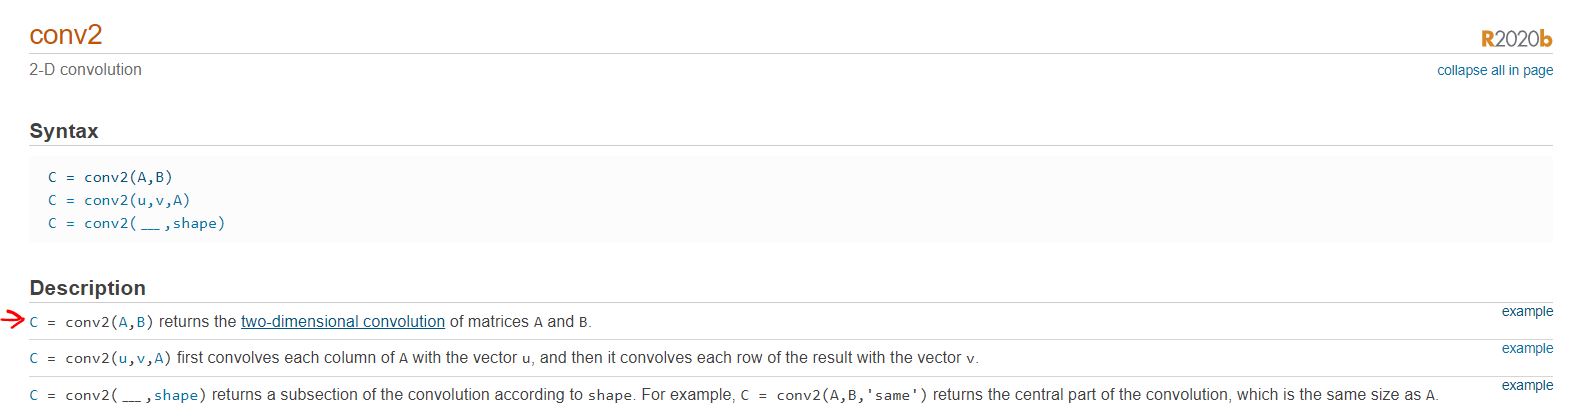 conv2
R2020b
2-D convolution
collapse all in page
Syntax
C = conv2(A,B)
C = conv2(u,v,A)
C = conv2(___,shape)
Description
C = conv2(A,B) returns the two-dimensional convolution of matrices A and B.
example
C = conv2(u,v,A) first convolves each column of A with the vector u, and then it convolves each row of the result with the vector v.
example
C = conv2(___,shape) returns a subsection of the convolution according to shape. For example, C = conv2(A,B,'same') returns the central part of the convolution, which is the same size as A.
example